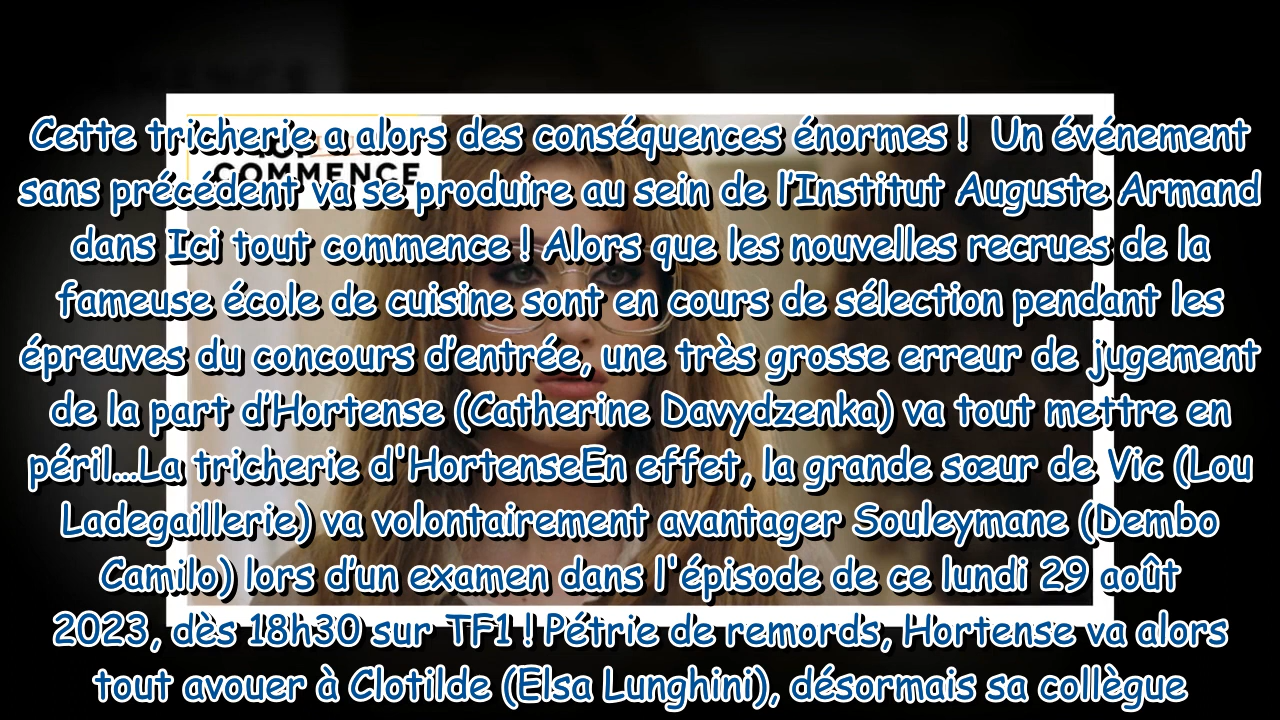 Cette tricherie a alors des conséquences énormes !  Un événement
COMMENCE
sans précédent va se produire au sein de l'Institut Auguste Armand
dans Ici tout commence ! Alors que les nouvelles recrues de la
fameuse école de cuisine sont en cours de sélection pendant les
épreuves du concours d'entrée, une très grosse erreur de jugement
de la part d'Hortense (Catherine Davydzenka) va tout mettre en
péril...La tricherie d'HortenseEn effet, la grande sœur de Vic (Lou
Ladegaillerie) va volontairement avantager Souleymane (Dembo
Camilo) lors d'un examen dans l'épisode de ce lundi 29 août
2023, dès 18h30 sur TF1 ! Pétrie de remords, Hortense va alors
tout avouer à Clotilde (Elsa Lunghini), désormais sa collègue